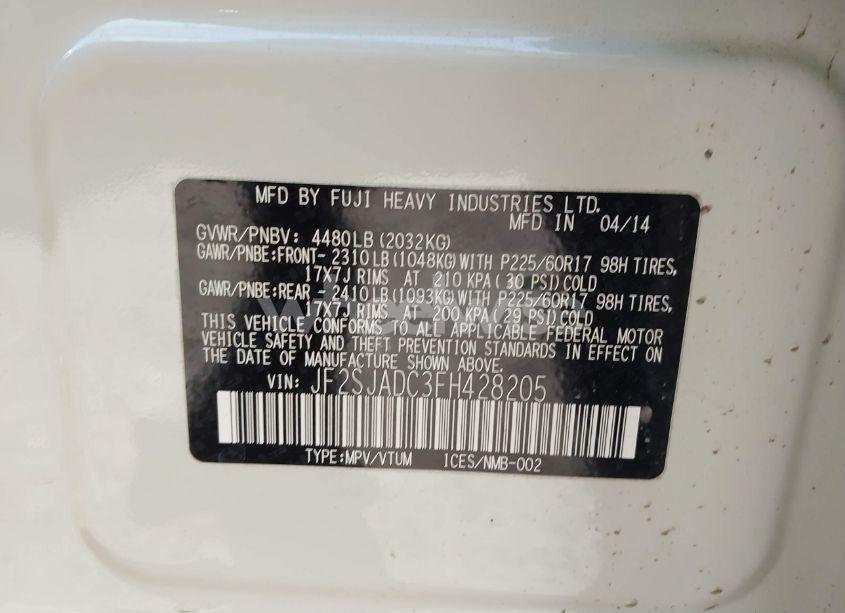 MFD BY FUJI HEAVY INDUSTRIES LTD.
MFD IN 04/14
GVWR/PNBV: 4480LB(2032KG)
GAWR/PNBE:FRONT- 2310LB(1048KG)WITH P225/60R17 98H TIRES,
17X7J RIMS AT 210 KPA( 30 PSI)COLD
GAWR/PNBE:REAR - 2410LB(1093KG)WITH P225/60R17 98H TIRES,
17X7J RIMS AT 200 KPA( 29 PSI)COLD
THIS VEHICLE CONFORMS TO ALL APPLICABLE FEDERAL MOTOR
VEHICLE SAFETY AND THEFT PREVENTION STANDARDS IN EFFECT ON
THE DATE OF MANUFACTURE SHOWN ABOVE.
VIN: JF2SJADC3FH428205
TYPE:MPV/VTUM ICES/NMB-002